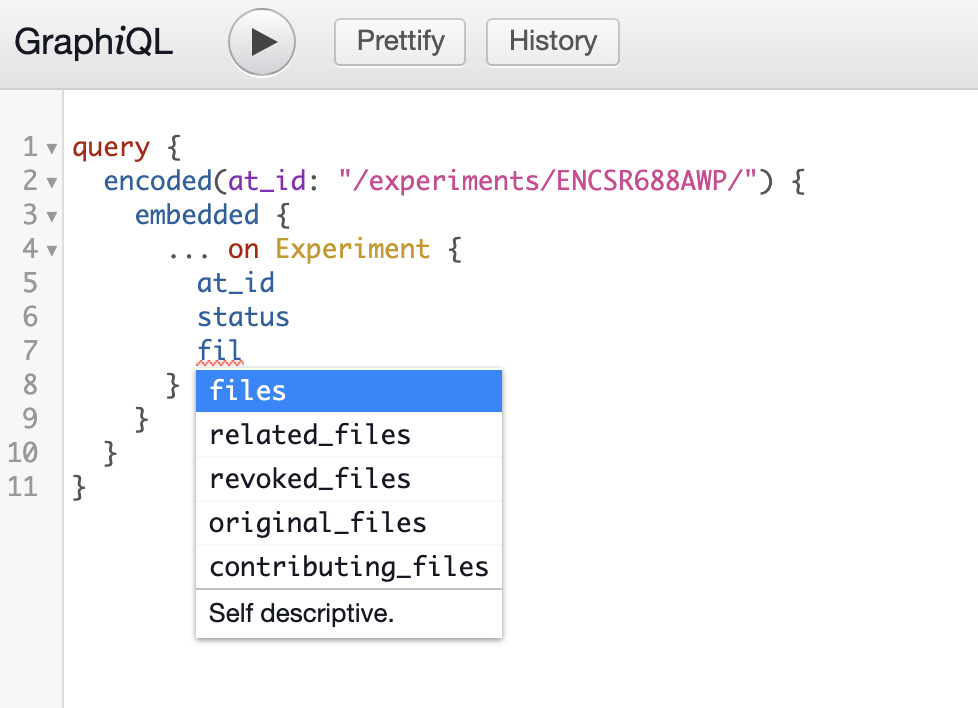 GraphiQL Prettify History
1 query {
2 encoded(at_id: "/experiments/ENCSR688AWP/") {
3 embedded {
4 ... on Experiment {
5 at_id
6 status
7 fil
8 }
files
9 }
related_files
10 }
revoked_files
11 }
original_files
contributing_files
Self descriptive.